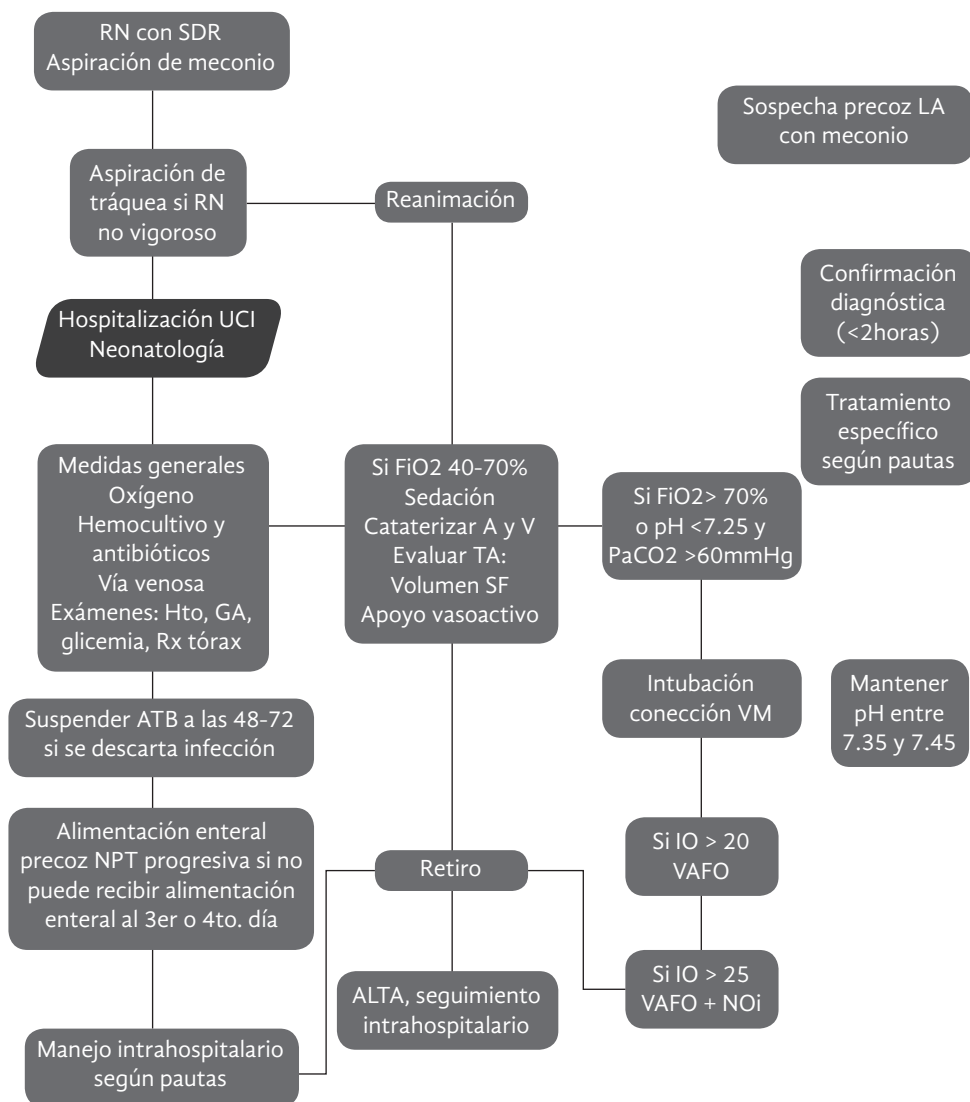 RN con SDR
Aspiración de meconio
Sospecha precoz LA
con meconio
Aspiración de
tráquea si RN
no vigoroso
Reanimación
Hospitalización UCI
Neonatología
Confirmación
diagnóstica
(<2horas)
Tratamiento
específico
según pautas
Medidas generales
Oxígeno
Hemocultivo y
antibióticos
Vía venosa
Exámenes: Hto, GA,
glicemia, Rx tórax
Si FiO2 40-70%
Sedación
Cataterizar A y V
Evaluar TA:
Volumen SF
Apoyo vasoactivo
Si FiO2> 70%
o pH <7.25 y
PaCO2 >60mmHg
Suspender ATB a las 48-72
si se descarta infección
Intubación
conección VM
Mantener
pH entre
7.35 y 7.45
Alimentación enteral
precoz NPT progresiva si no
puede recibir alimentación
enteral al 3er o 4to. día
Retiro
Si IO > 20
VAFO
ALTA, seguimiento
intrahospitalario
Si IO > 25
VAFO + NOi
Manejo intrahospitalario
según pautas